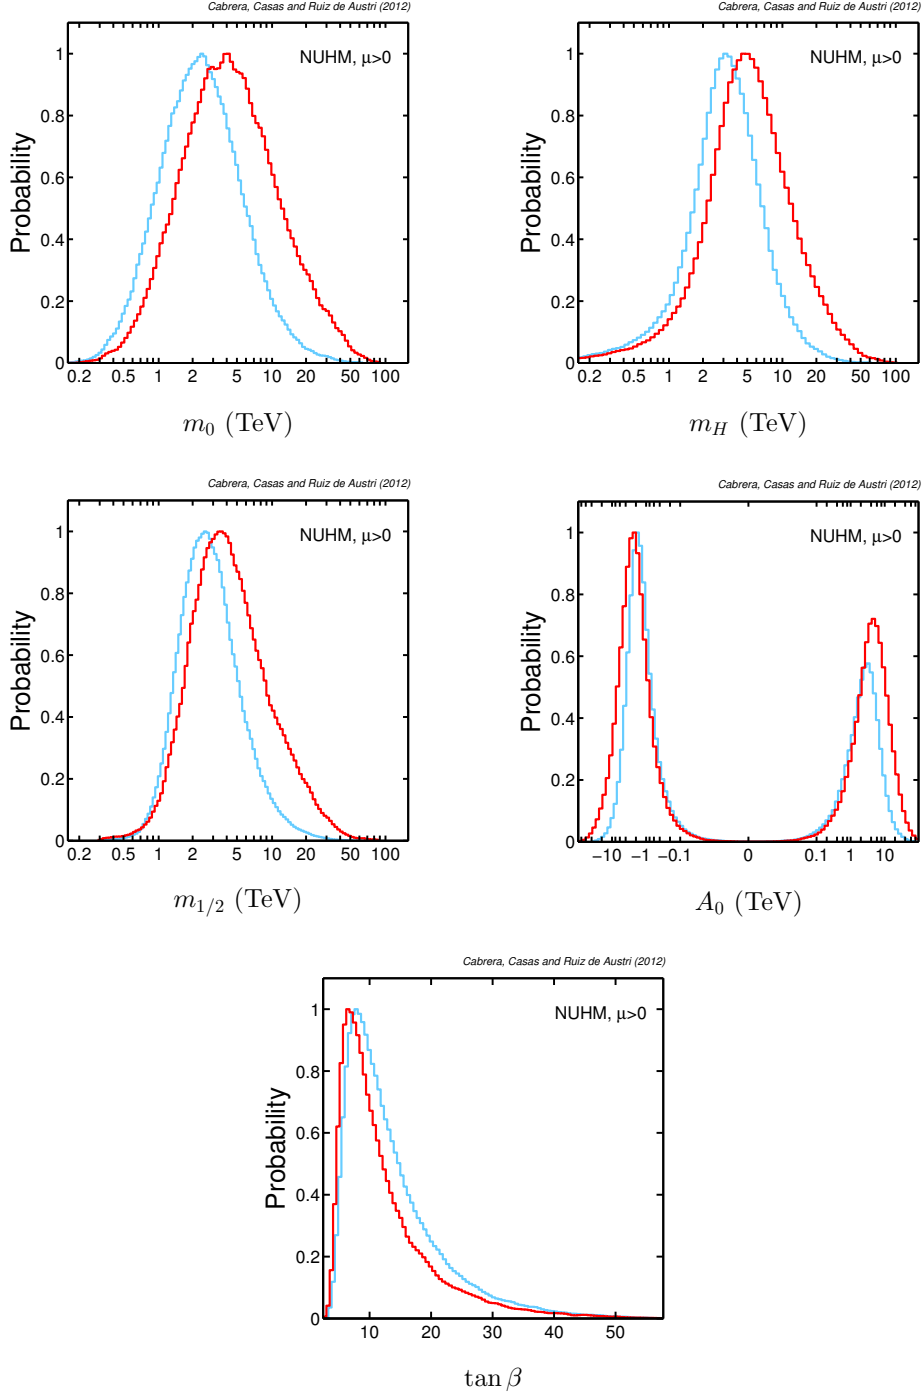 Cabrera, Casas and Ruiz de Austri (2012)
NUHM, μ>0
Probability
1
0.8
0.6
0.4
0.2
0
0.2 0.5 1 2 5 10 20 50 100
m_0 (TeV)
Cabrera, Casas and Ruiz de Austri (2012)
NUHM, μ>0
Probability
1
0.8
0.6
0.4
0.2
0
0.2 0.5 1 2 5 10 20 50 100
m_H (TeV)
Cabrera, Casas and Ruiz de Austri (2012)
NUHM, μ>0
Probability
1
0.8
0.6
0.4
0.2
0
0.2 0.5 1 2 5 10 20 50 100
m_{1/2} (TeV)
Cabrera, Casas and Ruiz de Austri (2012)
NUHM, μ>0
Probability
1
0.8
0.6
0.4
0.2
0
−10 −1 −0.1 0 0.1 1 10
A_0 (TeV)
Cabrera, Casas and Ruiz de Austri (2012)
NUHM, μ>0
Probability
1
0.8
0.6
0.4
0.2
0
10 20 30 40 50
tan β